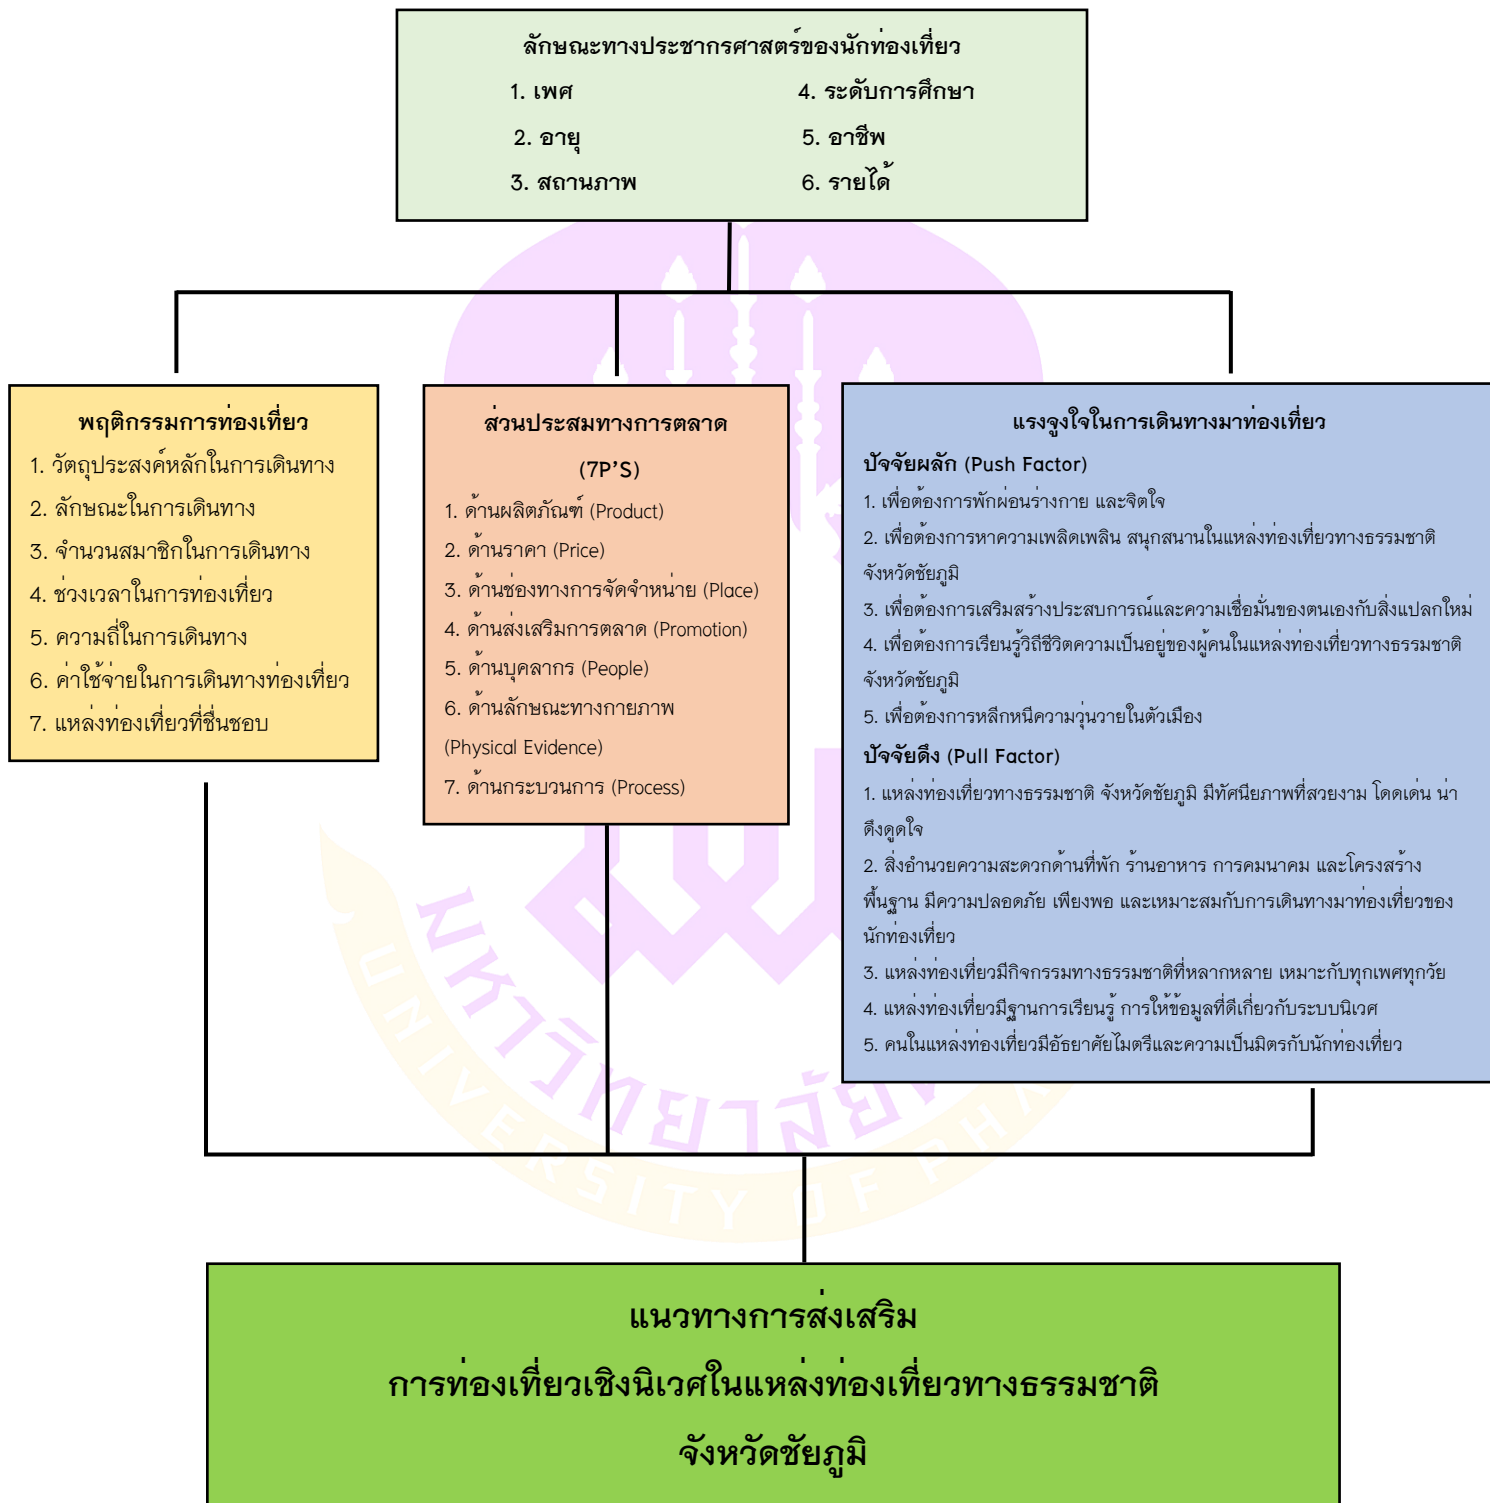 ลักษณะทางประชากรศาสตร์ของนักท่องเที่ยว
1. เพศ
4. ระดับการศึกษา
2. อายุ
5. อาชีพ
3. สถานภาพ
6. รายได้
พฤติกรรมการท่องเที่ยว
1. วัตถุประสงค์หลักในการเดินทาง
2. ลักษณะในการเดินทาง
3. จำนวนสมาชิกในการเดินทาง
4. ช่วงเวลาในการท่องเที่ยว
5. ความถี่ในการเดินทาง
6. ค่าใช้จ่ายในการเดินทางท่องเที่ยว
7. แหล่งท่องเที่ยวที่ชื่นชอบ
ส่วนประสมทางการตลาด
(7P’S)
1. ด้านผลิตภัณฑ์ (Product)
2. ด้านราคา (Price)
3. ด้านช่องทางการจัดจำหน่าย (Place)
4. ด้านส่งเสริมการตลาด (Promotion)
5. ด้านบุคลากร (People)
6. ด้านลักษณะทางกายภาพ
(Physical Evidence)
7. ด้านกระบวนการ (Process)
แรงจูงใจในการเดินทางมาท่องเที่ยว
ปัจจัยผลัก (Push Factor)
1. เพื่อต้องการพักผ่อนร่างกาย และจิตใจ
2. เพื่อต้องการหาความเพลิดเพลิน สนุกสนานในแหล่งท่องเที่ยวทางธรรมชาติ
จังหวัดชัยภูมิ
3. เพื่อต้องการเสริมสร้างประสบการณ์และความเชื่อมั่นของตนเองกับสิ่งแปลกใหม่
4. เพื่อต้องการเรียนรู้วิถีชีวิตความเป็นอยู่ของผู้คนในแหล่งท่องเที่ยวทางธรรมชาติ
จังหวัดชัยภูมิ
5. เพื่อต้องการหลีกหนีความวุ่นวายในตัวเมือง
ปัจจัยดึง (Pull Factor)
1. แหล่งท่องเที่ยวทางธรรมชาติ จังหวัดชัยภูมิ มีทัศนียภาพที่สวยงาม โดดเด่น น่า
ดึงดูดใจ
2. สิ่งอำนวยความสะดวกด้านที่พัก ร้านอาหาร การคมนาคม และโครงสร้าง
พื้นฐาน มีความปลอดภัย เพียงพอ และเหมาะสมกับการเดินทางมาท่องเที่ยวของ
นักท่องเที่ยว
3. แหล่งท่องเที่ยวมีกิจกรรมทางธรรมชาติที่หลากหลาย เหมาะกับทุกเพศทุกวัย
4. แหล่งท่องเที่ยวมีฐานการเรียนรู้ การให้ข้อมูลที่ดีเกี่ยวกับระบบนิเวศ
5. คนในแหล่งท่องเที่ยวมีอัธยาศัยไมตรีและความเป็นมิตรกับนักท่องเที่ยว
มหาวิทยาลัย
UNIVERSITY OF
แนวทางการส่งเสริม
การท่องเที่ยวเชิงนิเวศในแหล่งท่องเที่ยวทางธรรมชาติ
จังหวัดชัยภูมิ